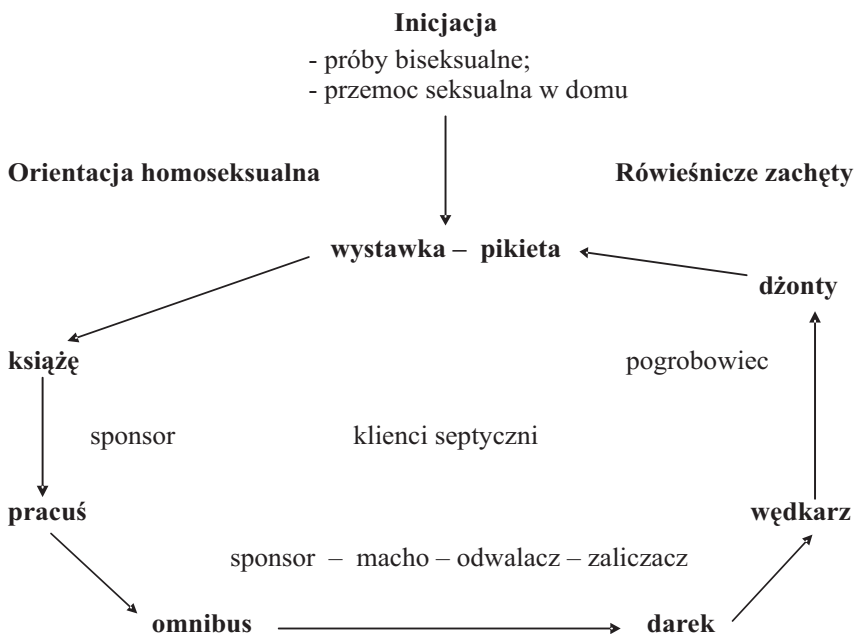 Inicjacja
- próby biseksualne;
- przemoc seksualna w domu
Orientacja homoseksualna
Rówieśnicze zachęty
wystawka – pikieta
dżonty
książę
pogrobowiec
sponsor
klienci septyczni
pracuś
wędkarz
sponsor – macho – odwalacz – zaliczacz
omnibus
darek